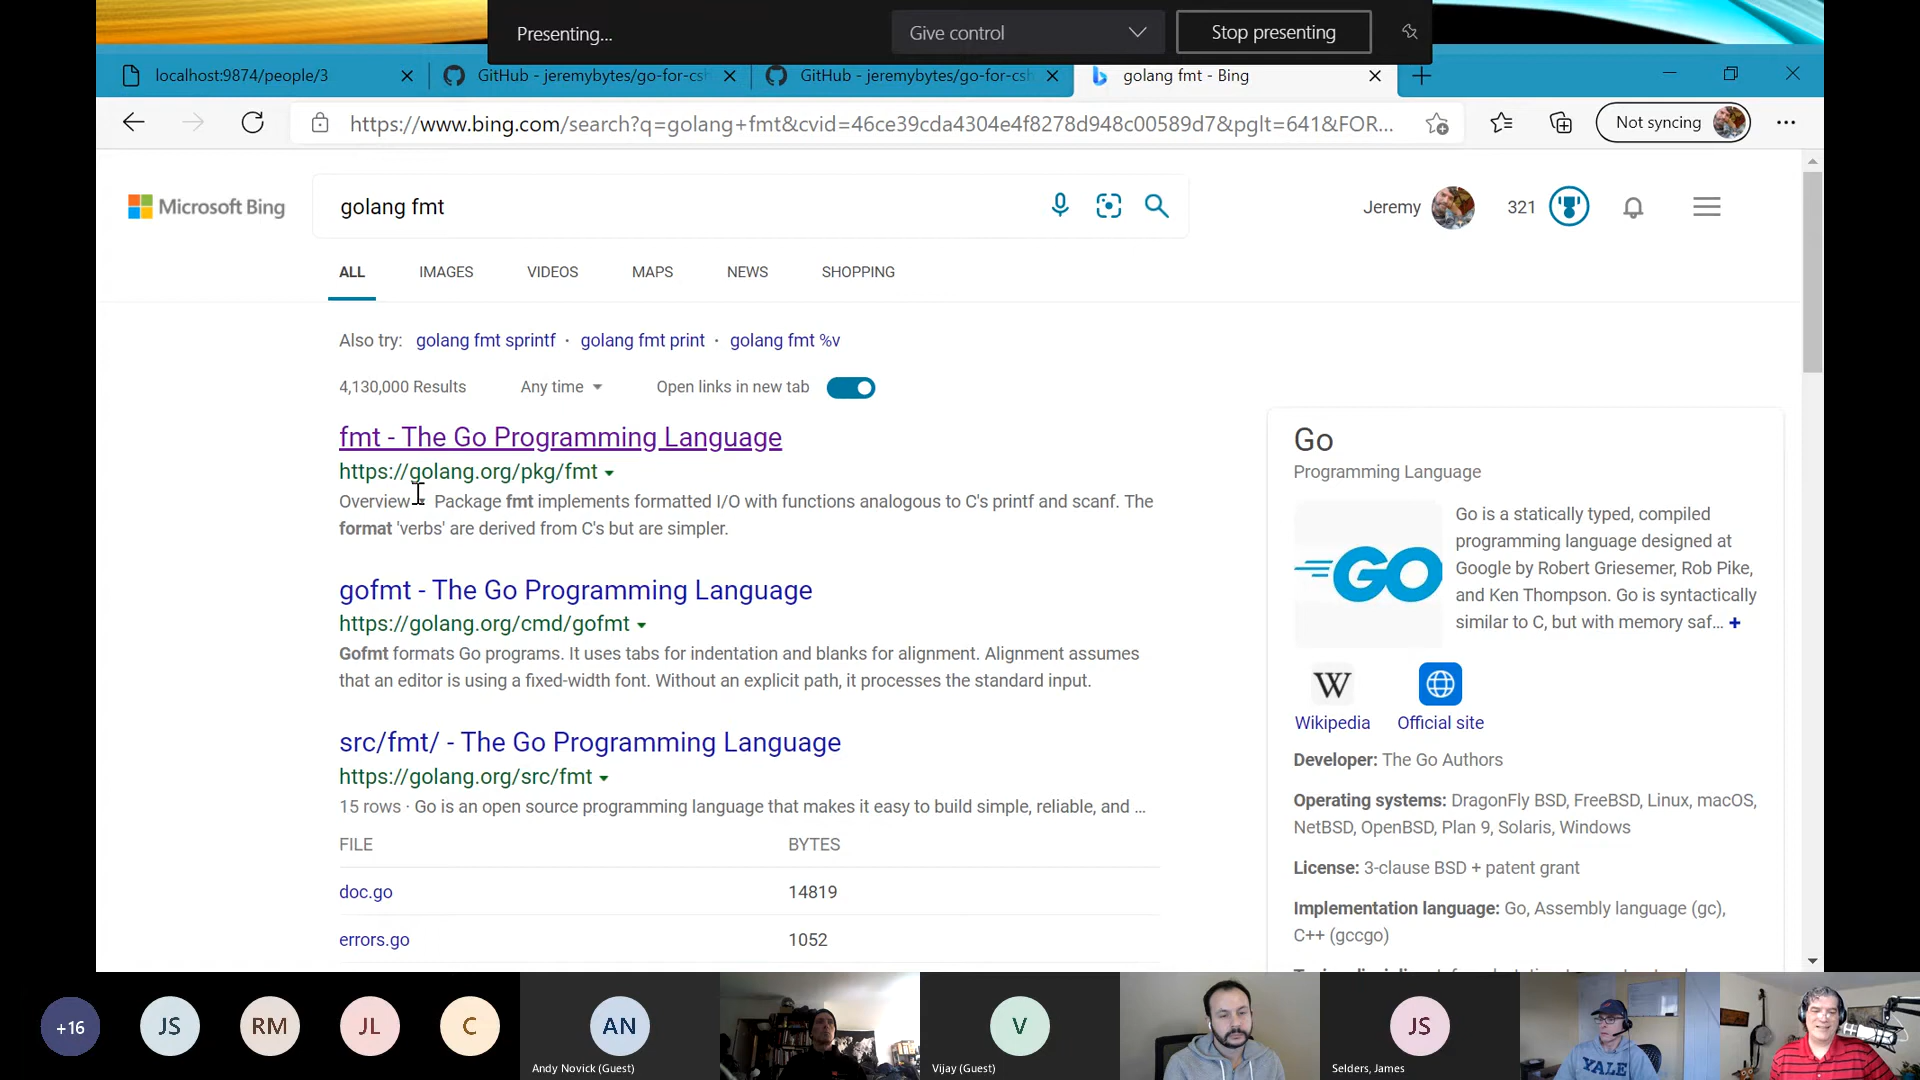 Presenting...
Give control
Stop presenting
localhost:9874/people/3
GitHub - jeremybytes/go-for-csh
GitHub - jeremybytes/go-for-csh
golang fmt - Bing
https://www.bing.com/search?q=golang+fmt&cvid=46ce39cda4304e4f8278d948c00589d7&pglt=641&FOR...
Not syncing
Microsoft Bing
golang fmt
Jeremy
321
ALL
IMAGES
VIDEOS
MAPS
NEWS
SHOPPING
Also try: golang fmt sprintf · golang fmt print · golang fmt %v
4,130,000 Results
Any time
Open links in new tab
fmt - The Go Programming Language
https://golang.org/pkg/fmt
Overview Package fmt implements formatted I/O with functions analogous to C's printf and scanf. The
format 'verbs' are derived from C's but are simpler.
gofmt - The Go Programming Language
https://golang.org/cmd/gofmt
Gofmt formats Go programs. It uses tabs for indentation and blanks for alignment. Alignment assumes
that an editor is using a fixed-width font. Without an explicit path, it processes the standard input.
src/fmt/ - The Go Programming Language
https://golang.org/src/fmt
15 rows · Go is an open source programming language that makes it easy to build simple, reliable, and ...
FILE
BYTES
doc.go
14819
errors.go
1052
Go
Programming Language
GO
Go is a statically typed, compiled
programming language designed at
Google by Robert Griesemer, Rob Pike,
and Ken Thompson. Go is syntactically
similar to C, but with memory saf... +
W
Wikipedia
Official site
Developer: The Go Authors
Operating systems: DragonFly BSD, FreeBSD, Linux, macOS,
NetBSD, OpenBSD, Plan 9, Solaris, Windows
License: 3-clause BSD + patent grant
Implementation language: Go, Assembly language (gc),
C++ (gccgo)
+16
JS
RM
JL
C
AN
Andy Novick (Guest)
V
Vijay (Guest)
JS
Selders, James
YALE